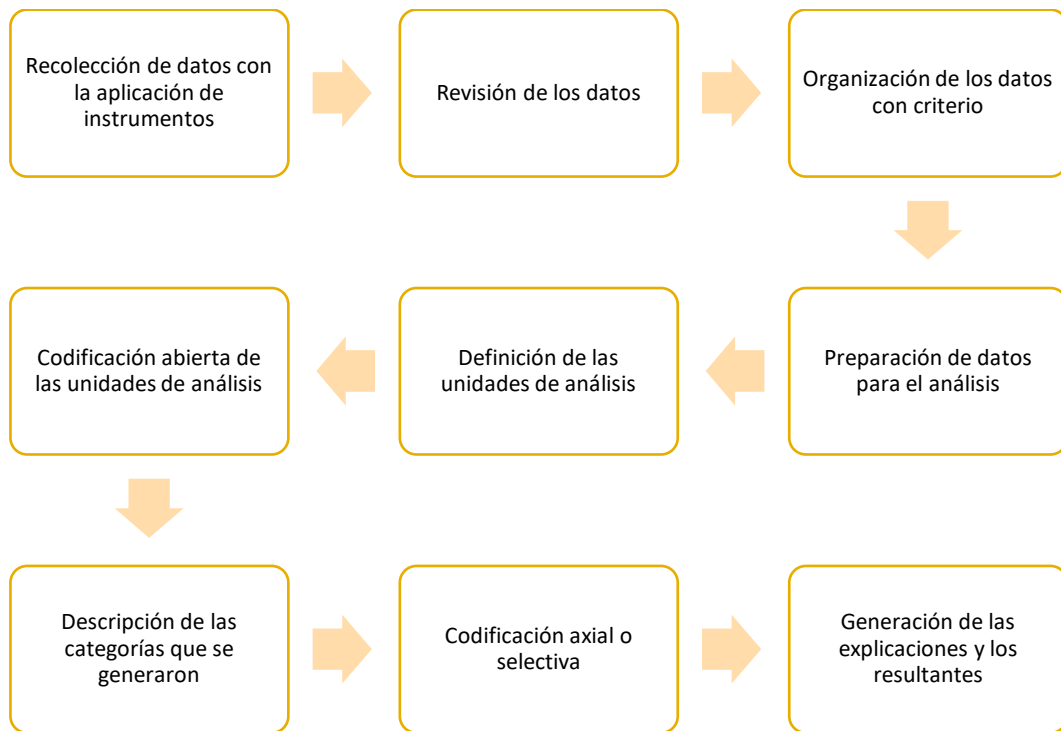 Recolección de datos con
la aplicación de
instrumentos
Revisión de los datos
Organización de los datos
con criterio
Preparación de datos
para el análisis
Definición de las
unidades de análisis
Codificación abierta de
las unidades de análisis
Descripción de las
categorías que se
generaron
Codificación axial o
selectiva
Generación de las
explicaciones y los
resultantes